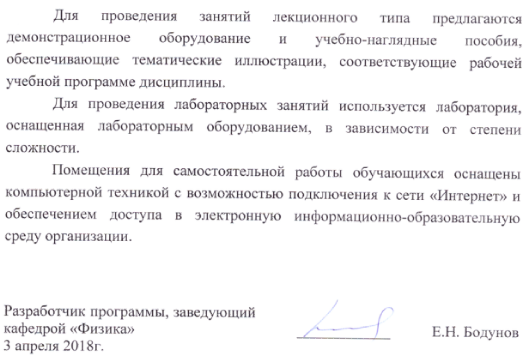 Для проведения занятий лекционного типа предлагаются
демонстрационное оборудование и учебно-наглядные пособия,
обеспечивающие тематические иллюстрации, соответствующие рабочей
учебной программе дисциплины.
Для проведения лабораторных занятий используется лаборатория,
оснащенная лабораторным оборудованием, в зависимости от степени
сложности.
Помещения для самостоятельной работы обучающихся оснащены
компьютерной техникой с возможностью подключения к сети «Интернет» и
обеспечением доступа в электронную информационно-образовательную
среду организации.
Разработчик программы, заведующий
кафедрой «Физика»
Е.Н. Бодунов
3 апреля 2018г.